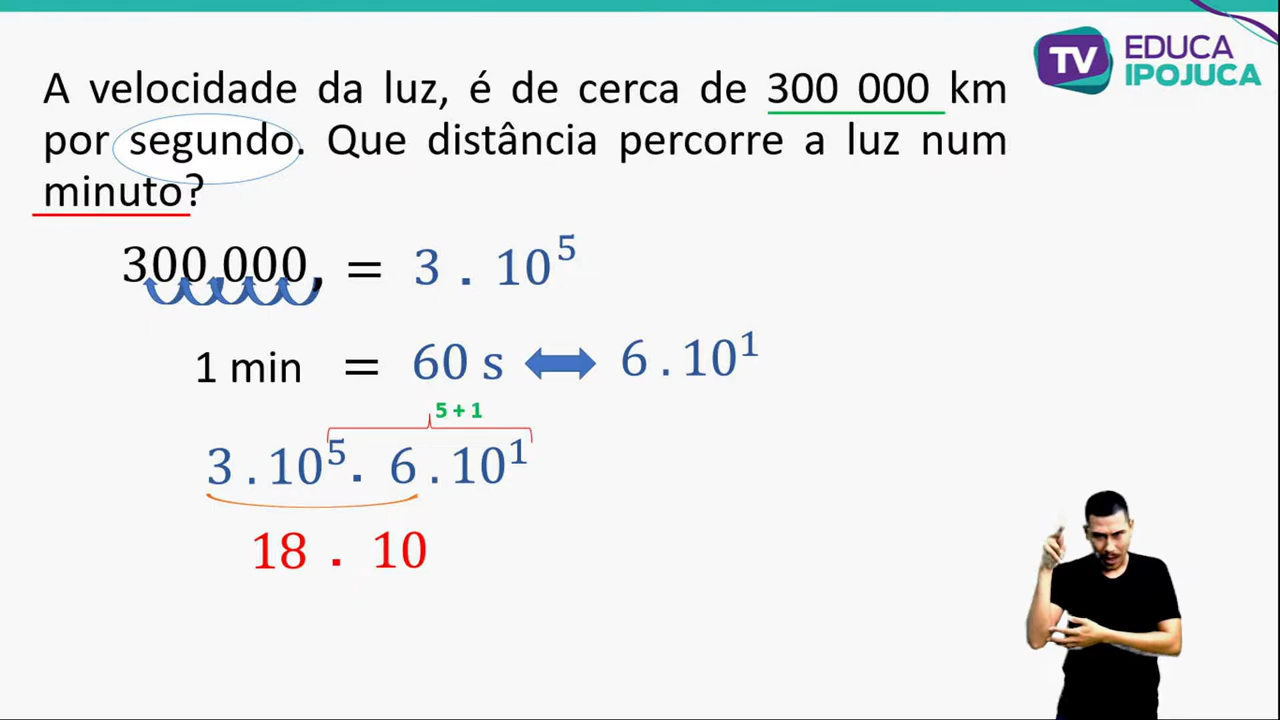 TV EDUCA
IPOJUCA
A velocidade da luz, é de cerca de 300 000 km
por segundo. Que distância percorre a luz num
minuto?
300 000, = 3 . 10⁵
1 min = 60 s ⬌ 6 . 10¹
5 + 1
3 . 10⁵ . 6 . 10¹
18 . 10